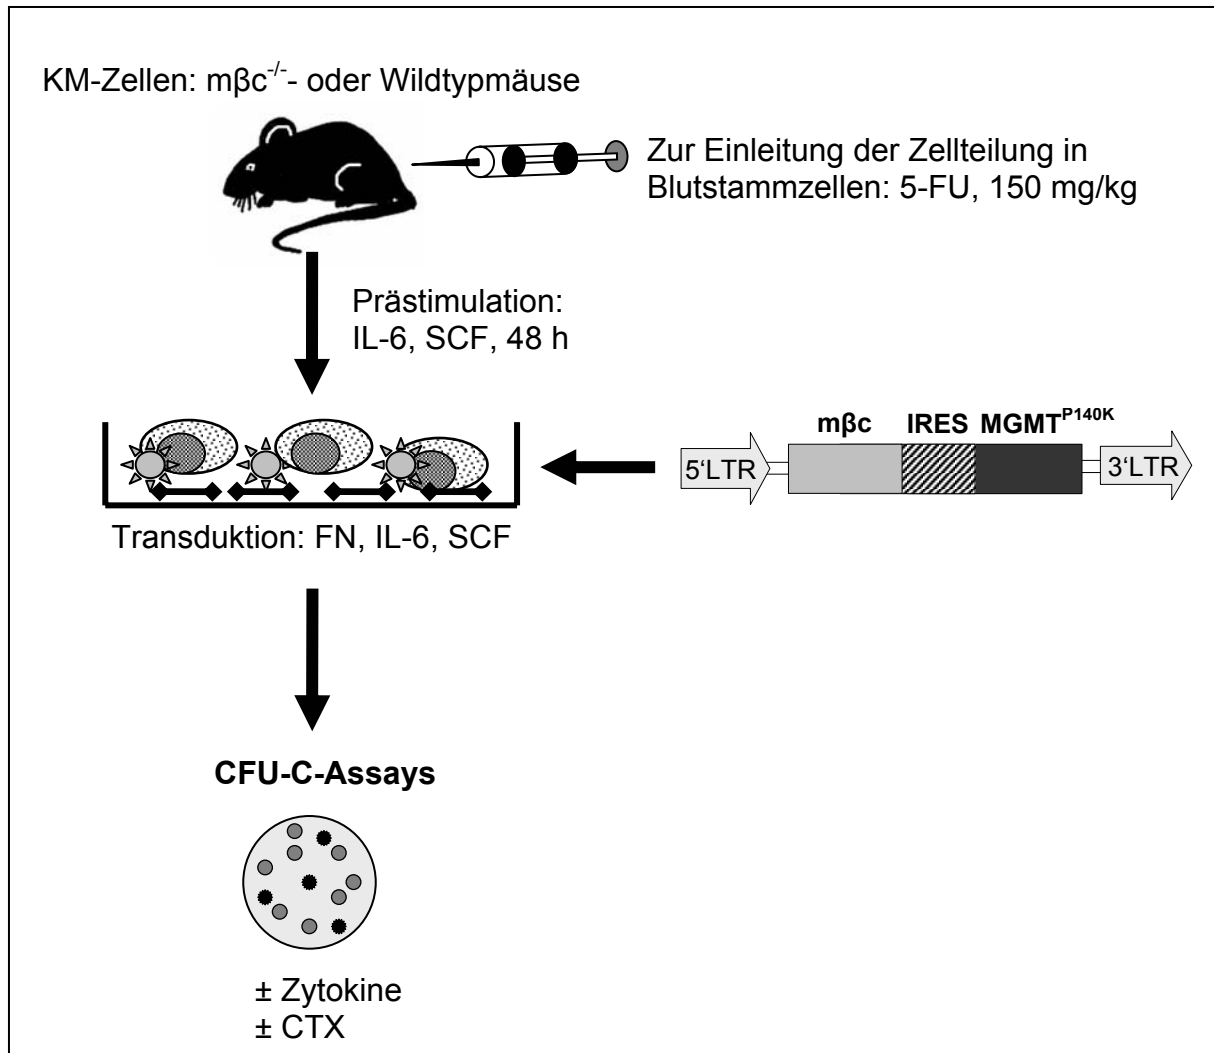 KM-Zellen: mβc-/-- oder Wildtypmäuse
Zur Einleitung der Zellteilung in
Blutstammzellen: 5-FU, 150 mg/kg
Prästimulation:
IL-6, SCF, 48 h
mβc IRES MGMTP140K
5‘LTR 3‘LTR
Transduktion: FN, IL-6, SCF
CFU-C-Assays
± Zytokine
± CTX